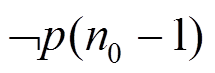 ¬p(n₀ − 1)